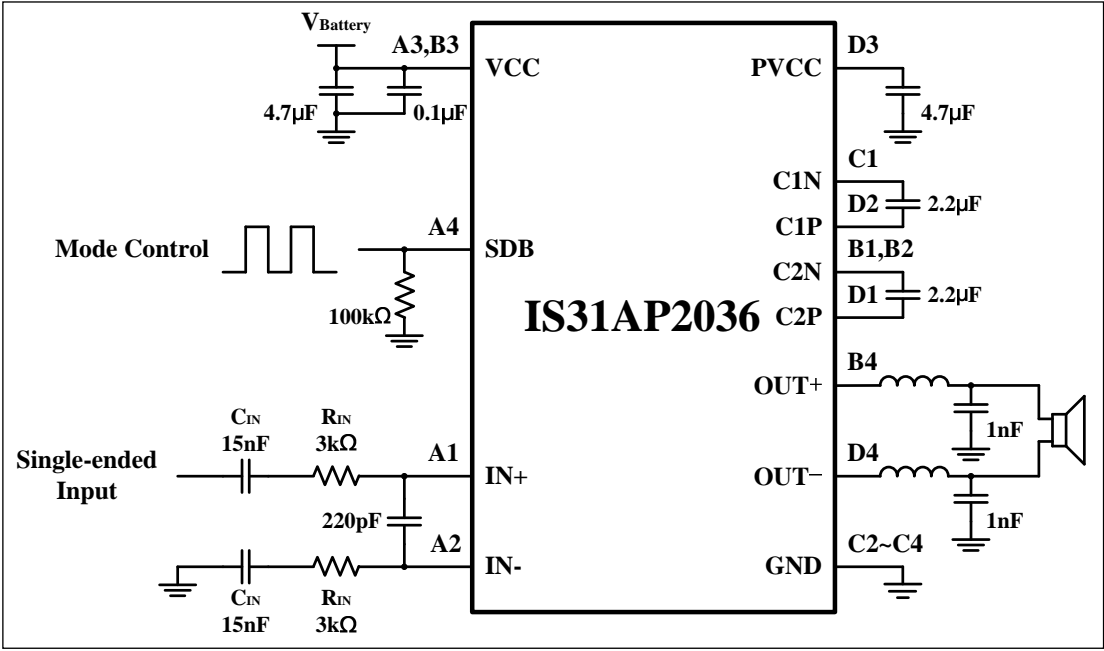 VBattery
A3,B3
VCC
4.7µF
0.1µF
Mode Control
A4
SDB
100kΩ
IS31AP2036
PVCC
D3
4.7µF
C1N
C1
C1P
D2
2.2µF
C2N
B1,B2
C2P
D1
2.2µF
OUT+
B4
1nF
OUT−
D4
1nF
GND
C2~C4
Single-ended
Input
CIN
15nF
RIN
3kΩ
A1
IN+
220pF
A2
IN-
CIN
15nF
RIN
3kΩ